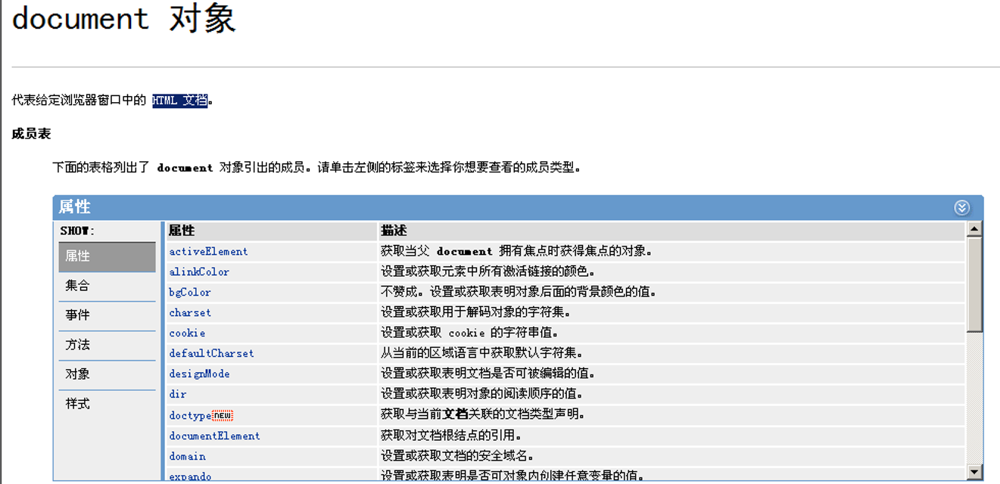 document 对象
代表给定浏览器窗口中的 HTML 文档。
成员表
下面的表格列出了 document 对象引出的成员。请单击左侧的标签来选择你想要查看的成员类型。
属性
SHOW:
属性
集合
事件
方法
对象
样式
属性 描述
activeElement 获取当父 document 拥有焦点时获得焦点的对象。
alinkColor 设置或获取元素中所有激活链接的颜色。
bgColor 不赞成。设置或获取表明对象后面的背景颜色的值。
charset 设置或获取用于解码对象的字符集。
cookie 设置或获取 cookie 的字符串值。
defaultCharset 从当前的区域语言中获取默认字符集。
designMode 设置或获取表明文档是否可被编辑的值。
dir 设置或获取表明对象的阅读顺序的值。
doctype NEW 获取与当前文档关联的文档类型声明。
documentElement 获取对文档根结点的引用。
domain 设置或获取文档的安全域名。
expando 设置或获取表明是否可对象内创建任意变量的值。